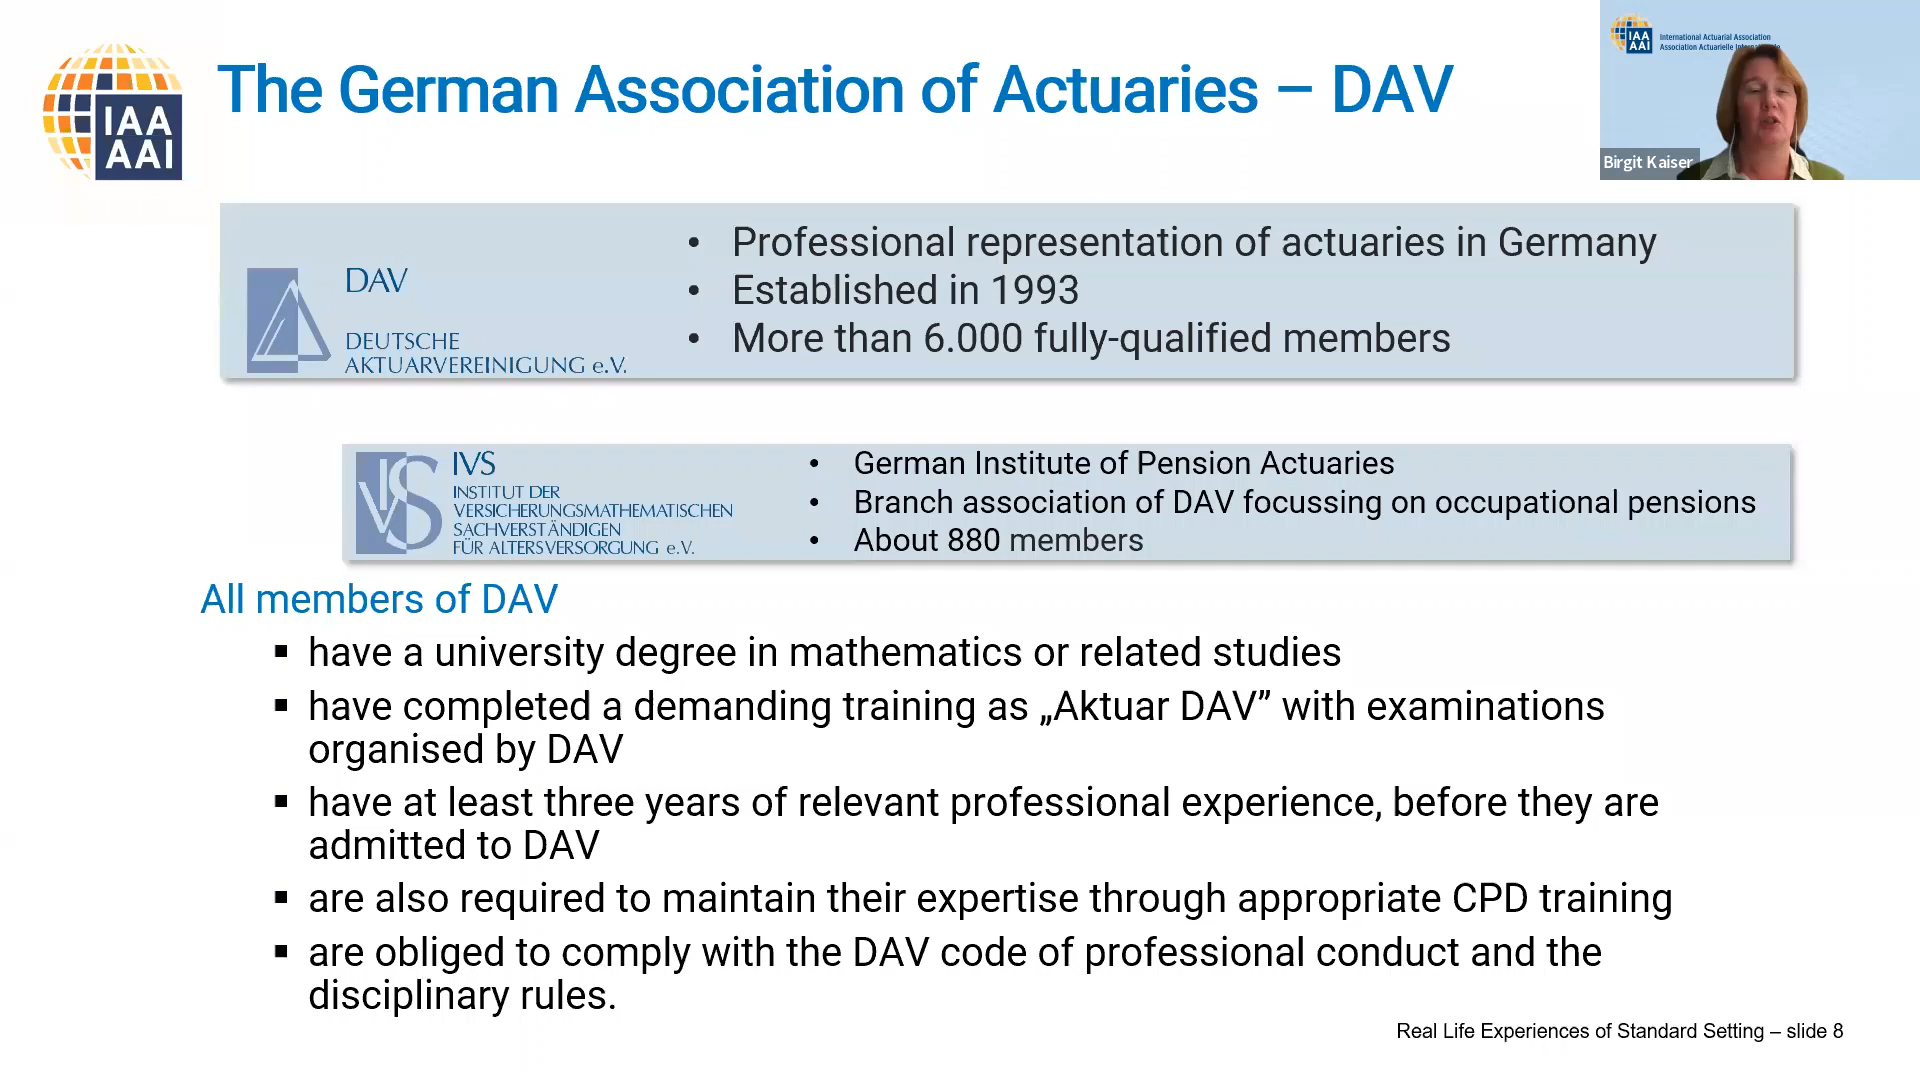 IAA
AAI
The German Association of Actuaries – DAV
IAA
AAI
International Actuarial Association
Association Actuarielle
Birgit Kaiser
DAV
DEUTSCHE
AKTUARVEREINIGUNG e.V.
• Professional representation of actuaries in Germany
• Established in 1993
• More than 6.000 fully-qualified members
IVS
IVS
INSTITUT DER
VERSICHERUNGSMATHEMATISCHEN
SACHVERSTÄNDIGEN
FÜR ALTERSVERSORGUNG e.V.
• German Institute of Pension Actuaries
• Branch association of DAV focussing on occupational pensions
• About 880 members
All members of DAV
▪ have a university degree in mathematics or related studies
▪ have completed a demanding training as „Aktuar DAV” with examinations
organised by DAV
▪ have at least three years of relevant professional experience, before they are
admitted to DAV
▪ are also required to maintain their expertise through appropriate CPD training
▪ are obliged to comply with the DAV code of professional conduct and the
disciplinary rules.
Real Life Experiences of Standard Setting – slide 8